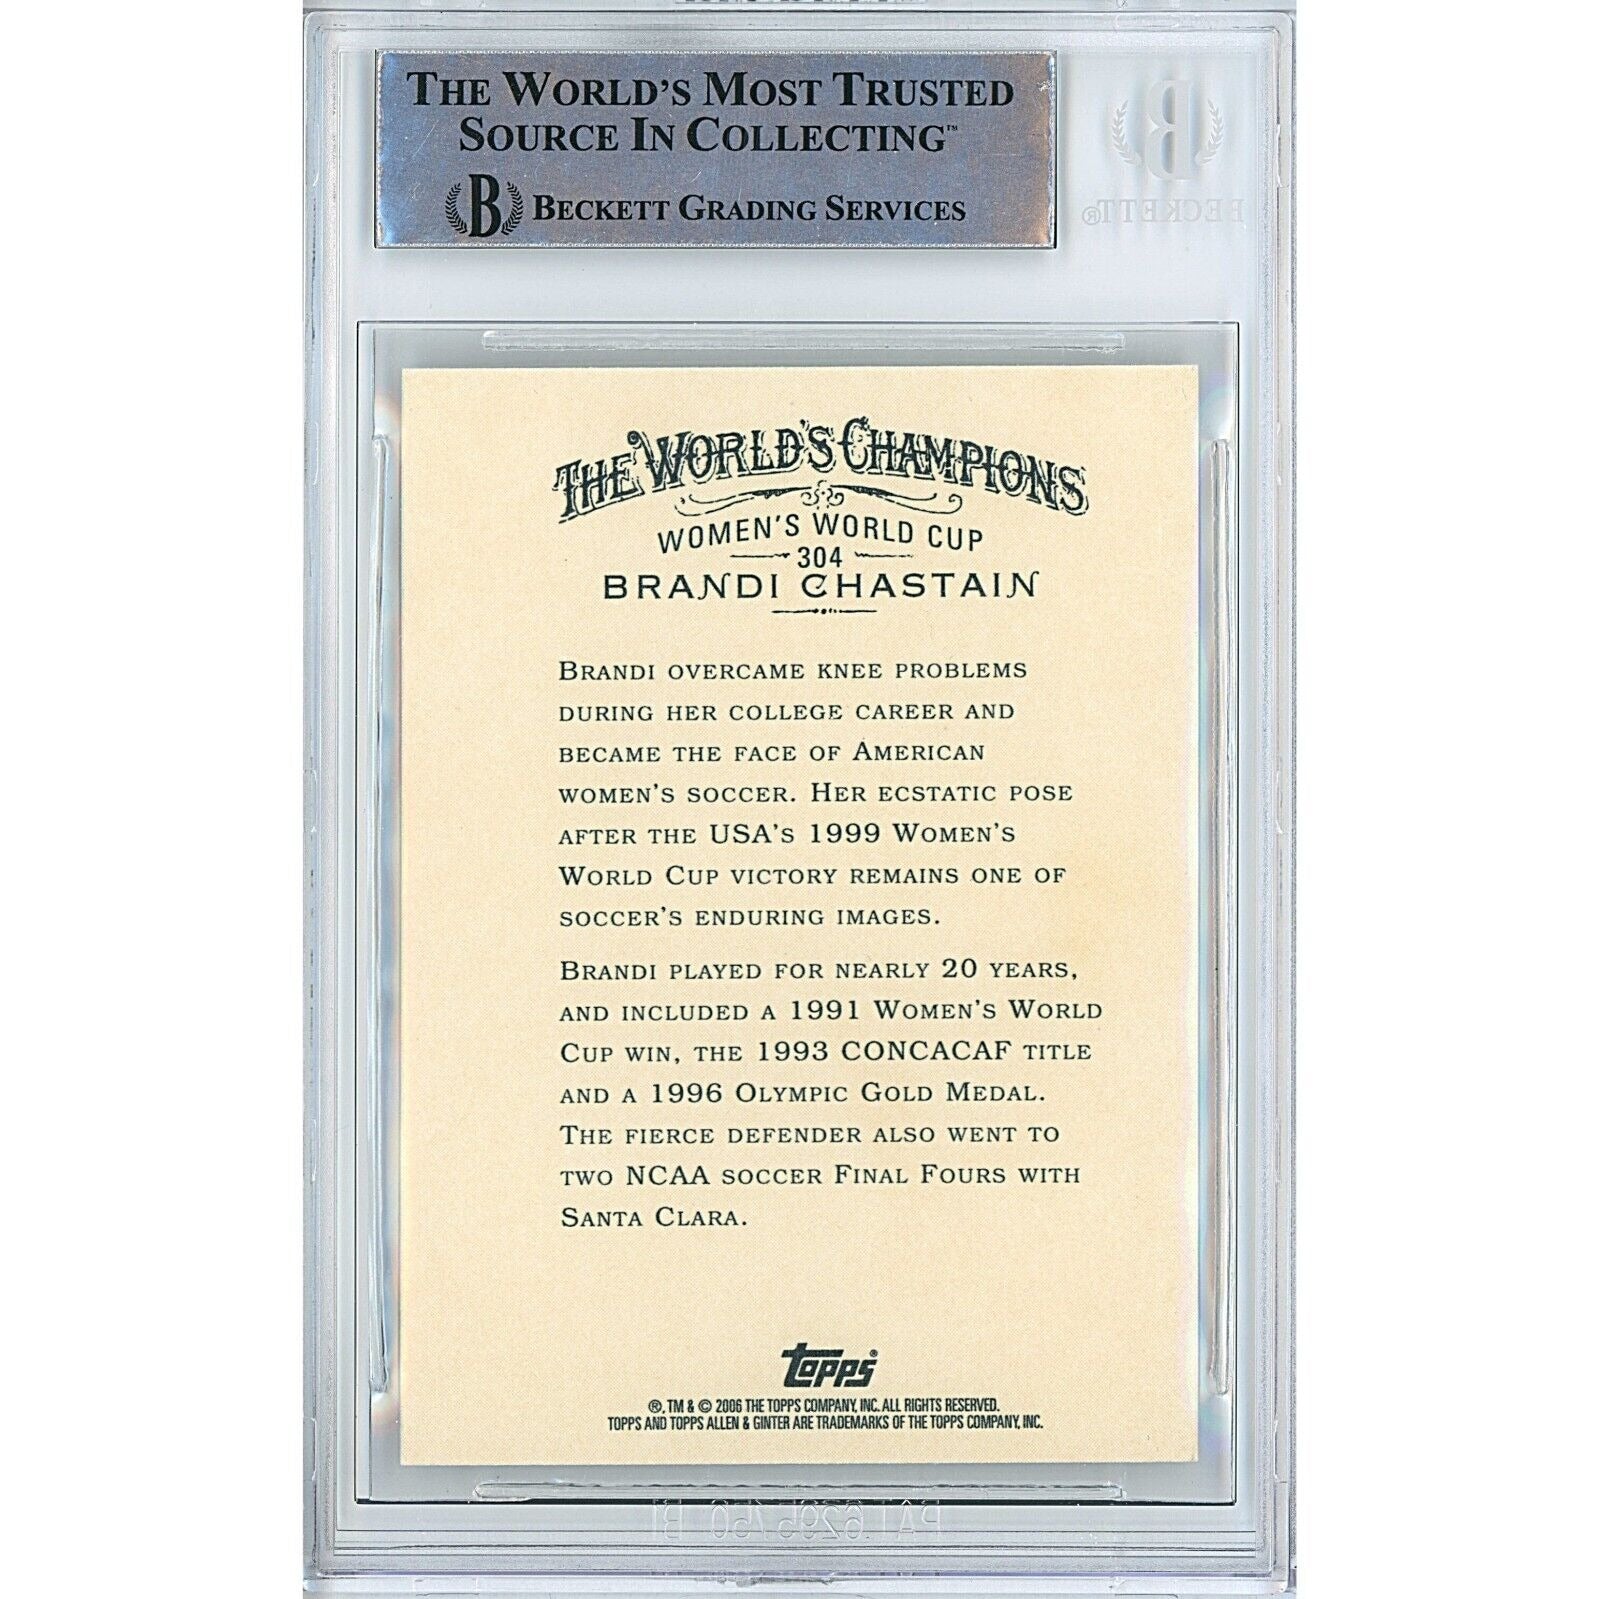 THE WORLD'S MOST TRUSTED
SOURCE IN COLLECTING™
B BECKETT GRADING SERVICES
B
BECKETT®
THE WORLD'S CHAMPIONS
WOMEN'S WORLD CUP
304
BRANDI CHASTAIN
BRANDI OVERCAME KNEE PROBLEMS
DURING HER COLLEGE CAREER AND
BECAME THE FACE OF AMERICAN
WOMEN'S SOCCER. HER ECSTATIC POSE
AFTER THE USA'S 1999 WOMEN'S
WORLD CUP VICTORY REMAINS ONE OF
SOCCER'S ENDURING IMAGES.
BRANDI PLAYED FOR NEARLY 20 YEARS,
AND INCLUDED A 1991 WOMEN'S WORLD
CUP WIN, THE 1993 CONCACAF TITLE
AND A 1996 OLYMPIC GOLD MEDAL.
THE FIERCE DEFENDER ALSO WENT TO
TWO NCAA SOCCER FINAL FOURS WITH
SANTA CLARA.
Topps®
®, TM & © 2006 THE TOPPS COMPANY, INC. ALL RIGHTS RESERVED.
TOPPS AND TOPPS ALLEN & GINTER ARE TRADEMARKS OF THE TOPPS COMPANY, INC.